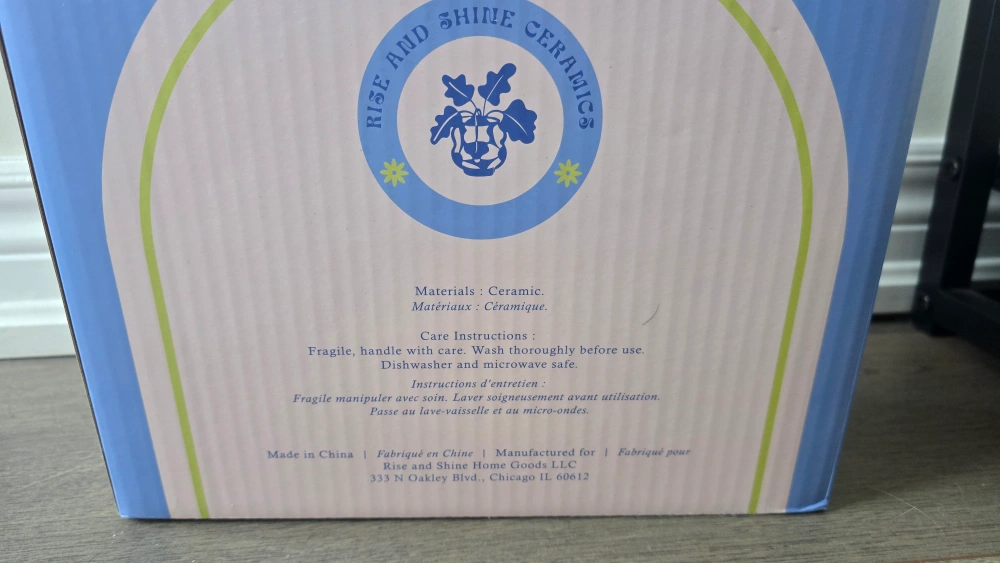 RISE AND SHINE CERAMICS
Materials : Ceramic.
Matériaux : Céramique.
Care Instructions :
Fragile, handle with care. Wash thoroughly before use.
Dishwasher and microwave safe.
Instructions d'entretien :
Fragile manipuler avec soin. Laver soigneusement avant utilisation.
Passe au lave-vaisselle et au micro-ondes.
Made in China | Fabriqué en Chine | Manufactured for | Fabriqué pour
Rise and Shine Home Goods LLC
333 N Oakley Blvd., Chicago IL 60612